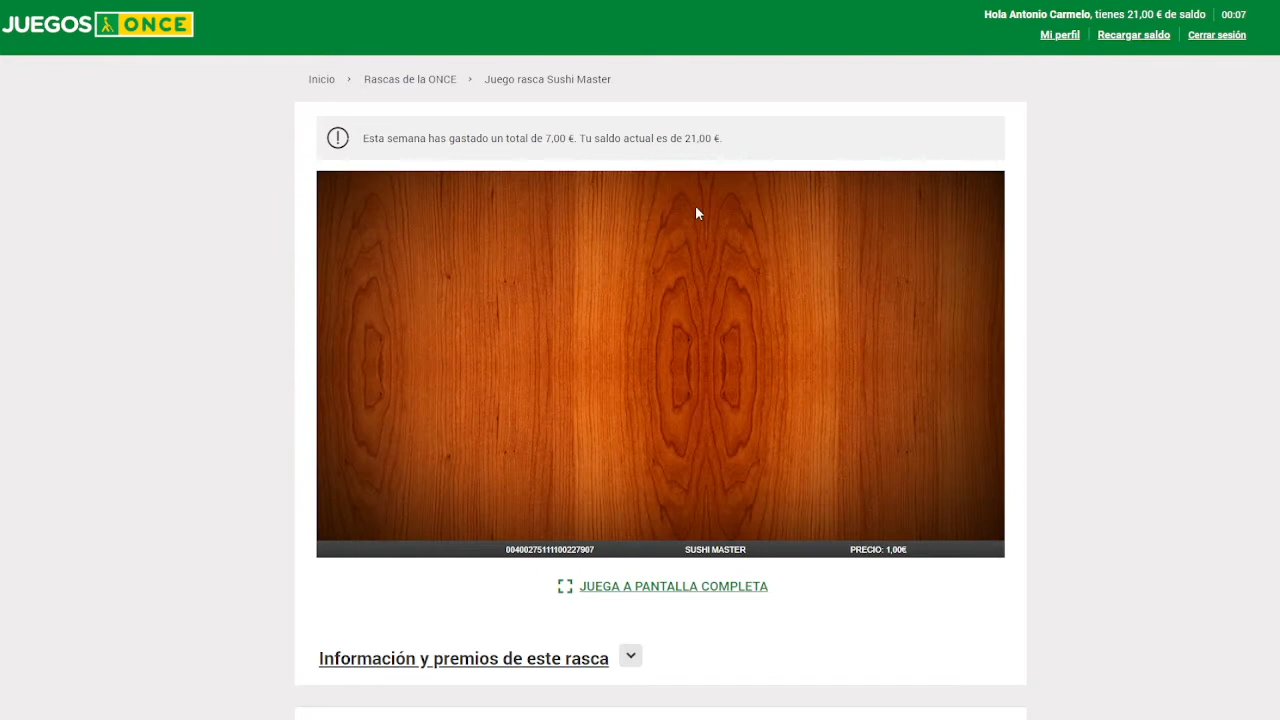 JUEGOS ONCE
Hola Antonio Carmelo, tienes 21,00 € de saldo 00:07
Mi perfil Recargar saldo Cerrar sesión
Inicio › Rascas de la ONCE › Juego rasca Sushi Master
Esta semana has gastado un total de 7,00 €. Tu saldo actual es de 21,00 €.
00400275111100227907 SUSHI MASTER PRECIO: 1,00€
JUEGA A PANTALLA COMPLETA
Información y premios de este rasca